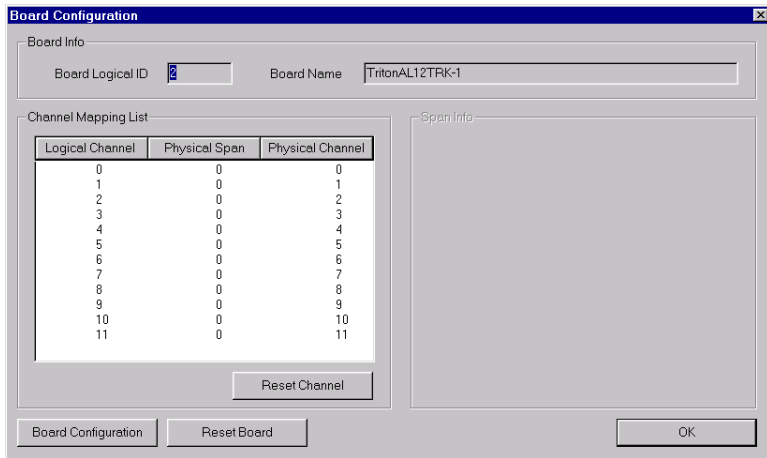 Board Configuration
Board Info
Board Logical ID 2 Board Name TritonAL12TRK-1
Channel Mapping List
Span Info
Logical Channel Physical Span Physical Channel
0 0 0
1 0 1
2 0 2
3 0 3
4 0 4
5 0 5
6 0 6
7 0 7
8 0 8
9 0 9
10 0 10
11 0 11
Reset Channel
Board Configuration Reset Board OK